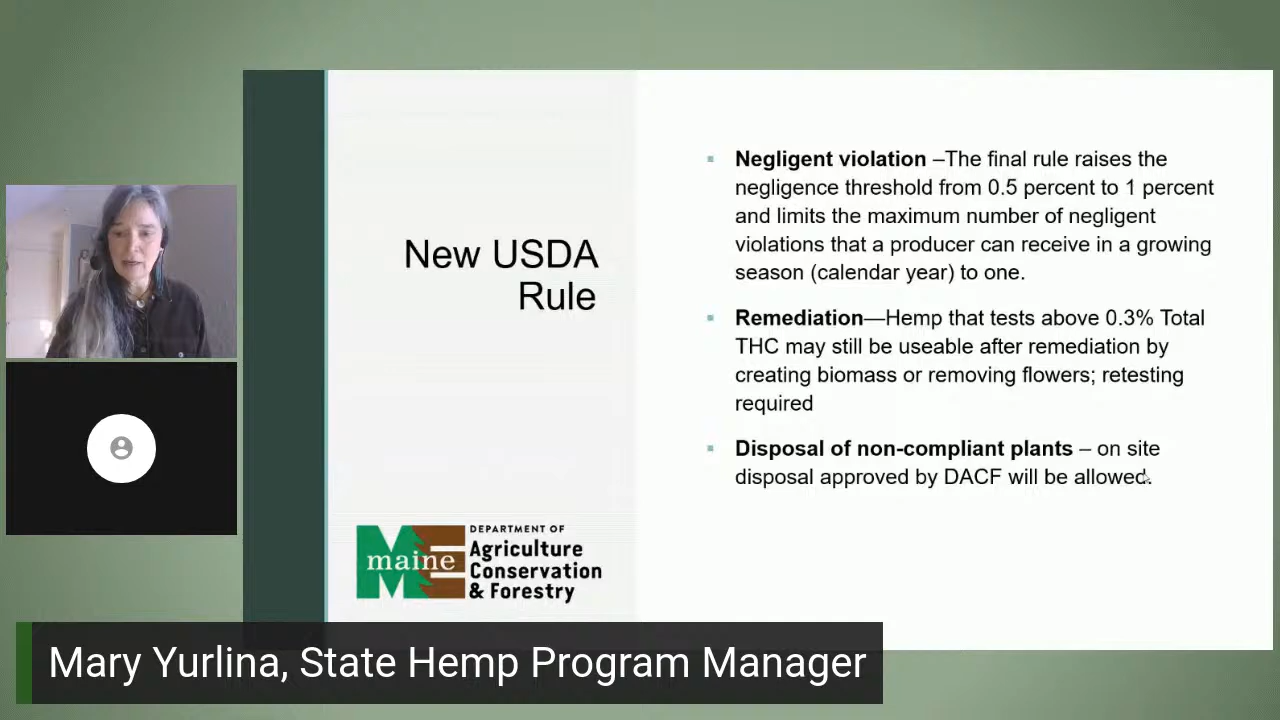 New USDA
Rule
Negligent violation –The final rule raises the
negligence threshold from 0.5 percent to 1 percent
and limits the maximum number of negligent
violations that a producer can receive in a growing
season (calendar year) to one.
Remediation—Hemp that tests above 0.3% Total
THC may still be useable after remediation by
creating biomass or removing flowers; retesting
required
Disposal of non-compliant plants – on site
disposal approved by DACF will be allowed.
ME
maine
DEPARTMENT OF
Agriculture
Conservation
& Forestry
Mary Yurlina, State Hemp Program Manager